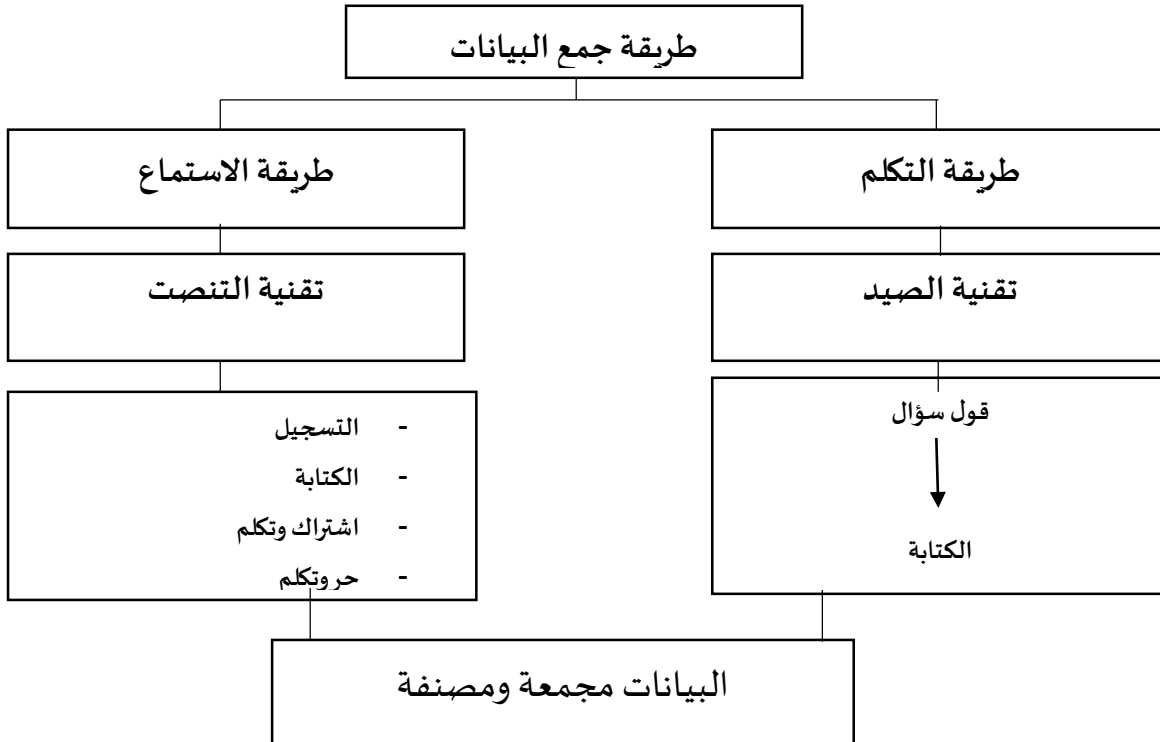 طريقة جمع البيانات
طريقة التكلم
طريقة الاستماع
تقنية الصيد
تقنية التنصت
قول سؤال
الكتابة
- التسجيل
- الكتابة
- اشتراك وتكلم
- حر وتكلم
البيانات مجمعة ومصنفة